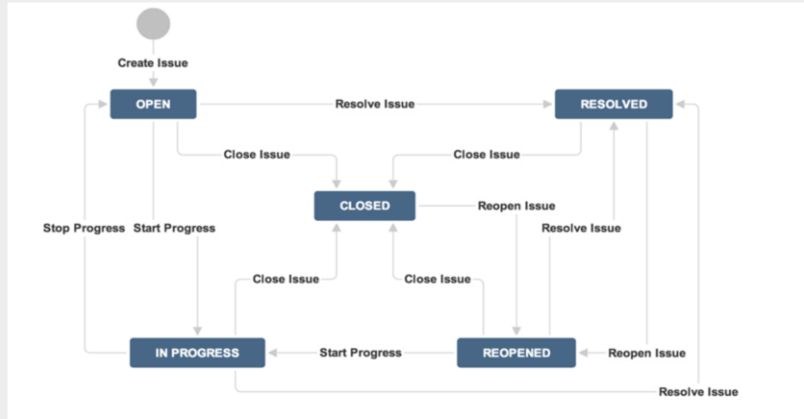 Create Issue
OPEN
Resolve Issue
RESOLVED
Close Issue
Close Issue
CLOSED
Reopen Issue
Stop Progress
Start Progress
Resolve Issue
Close Issue
Close Issue
IN PROGRESS
Start Progress
REOPENED
Reopen Issue
Resolve Issue